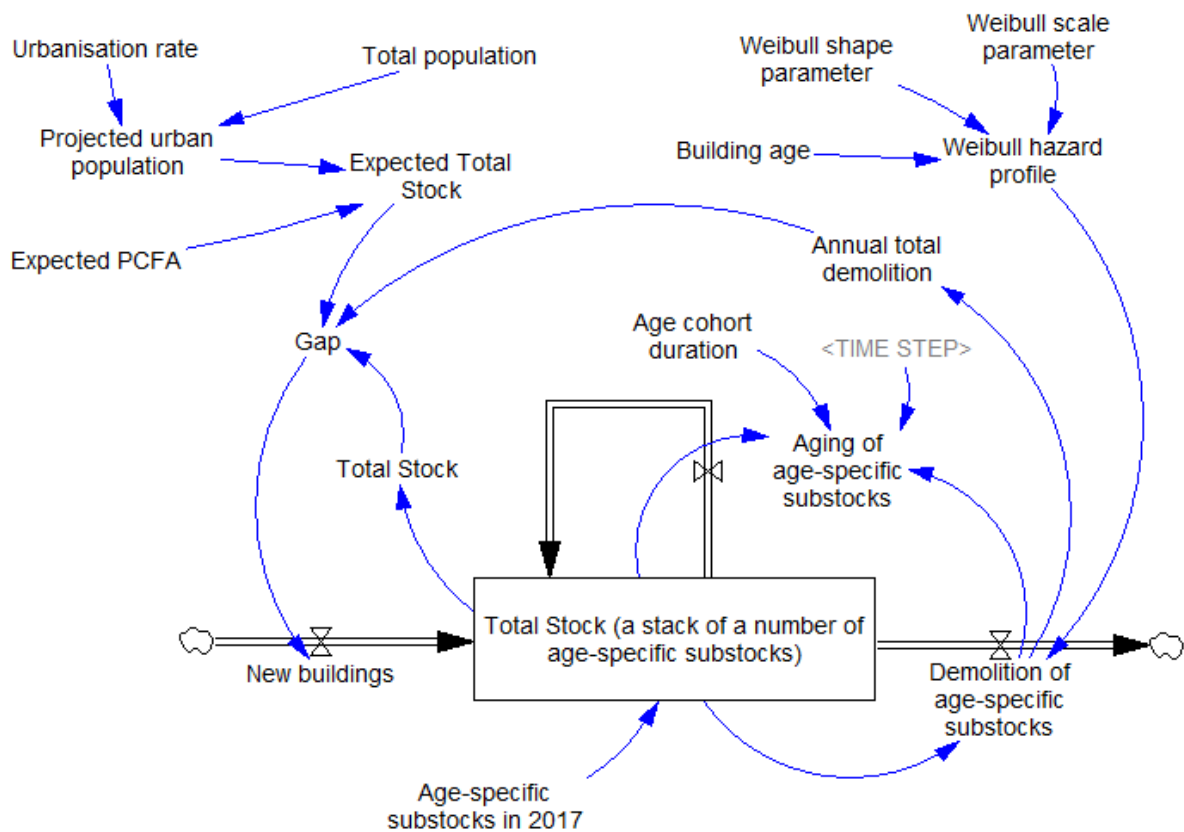 Urbanisation rate
Total population
Weibull shape
parameter
Weibull scale
parameter
Projected urban
population
Expected Total
Stock
Building age
Weibull hazard
profile
Expected PCFA
Annual total
demolition
Gap
Age cohort
duration
<TIME STEP>
Total Stock
Aging of
age-specific
substocks
Total Stock (a stack of a number of
age-specific substocks)
New buildings
Demolition of
age-specific
substocks
Age-specific
substocks in 2017